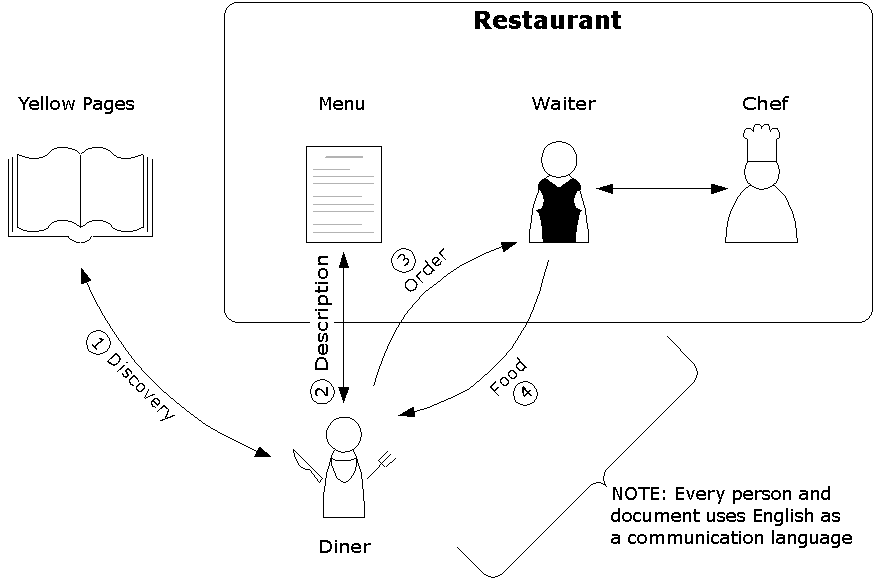 Restaurant
Yellow Pages
Menu
Waiter
Chef
3
Order
2 Description
1 Discovery
Food
4
NOTE: Every person and
document uses English as
a communication language
Diner